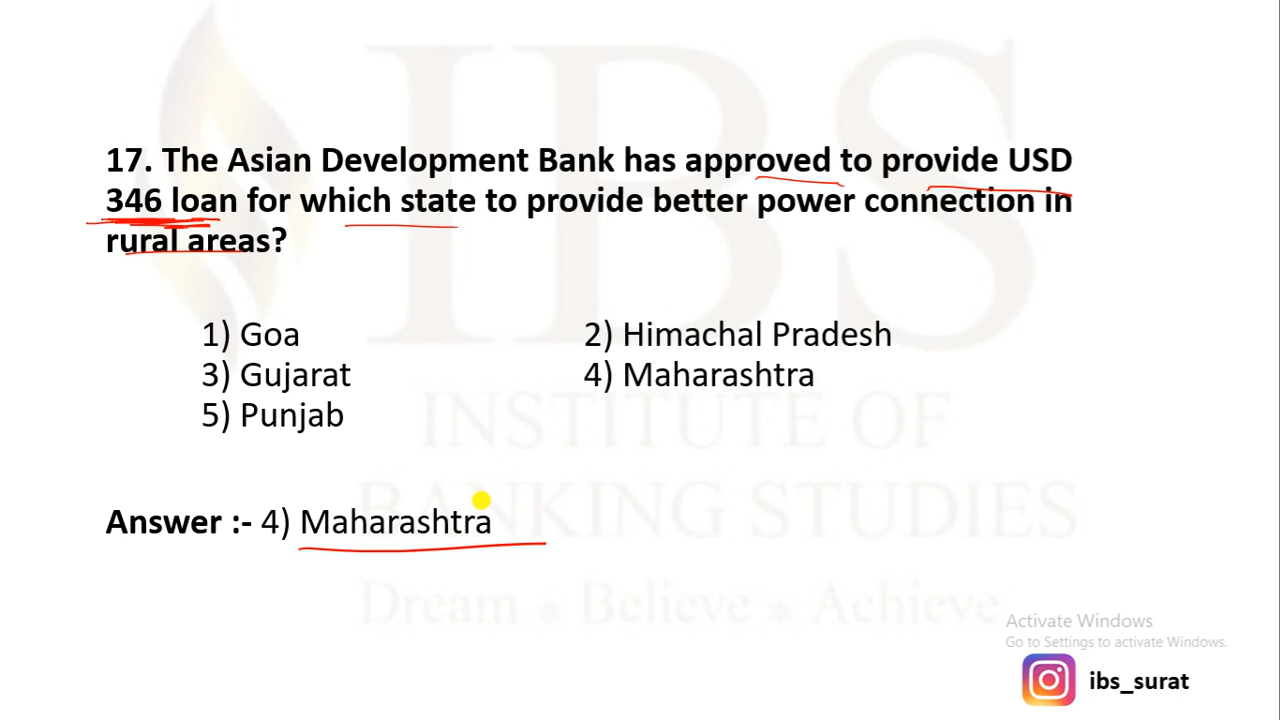 17. The Asian Development Bank has approved to provide USD
346 loan for which state to provide better power connection in
rural areas?
1) Goa 2) Himachal Pradesh
3) Gujarat 4) Maharashtra
5) Punjab
Answer :- 4) Maharashtra
IBS
INSTITUTE OF
BANKING STUDIES
Dream * Believe * Achieve
Activate Windows
Go to Settings to activate Windows.
ibs_surat